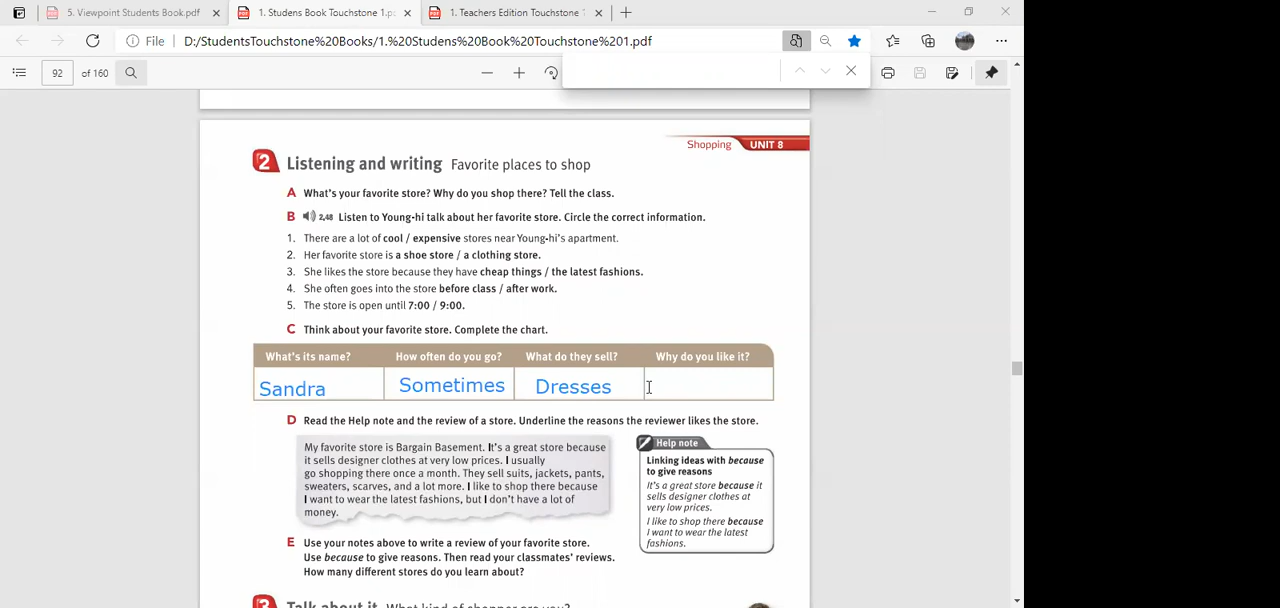 5. Viewpoint Students Book.pdf
1. Studens Book Touchstone 1.p
1. Teachers Edition Touchstone
File D:/StudentsTouchstone%20Books/1.%20Studens%20Book%20Touchstone%201.pdf
92 of 160
Shopping UNIT 8
2 Listening and writing Favorite places to shop
A What's your favorite store? Why do you shop there? Tell the class.
B 2,48 Listen to Young-hi talk about her favorite store. Circle the correct information.
1. There are a lot of cool / expensive stores near Young-hi's apartment.
2. Her favorite store is a shoe store / a clothing store.
3. She likes the store because they have cheap things / the latest fashions.
4. She often goes into the store before class / after work.
5. The store is open until 7:00 / 9:00.
C Think about your favorite store. Complete the chart.
What's its name? How often do you go? What do they sell? Why do you like it?
Sandra Sometimes Dresses
D Read the Help note and the review of a store. Underline the reasons the reviewer likes the store.
My favorite store is Bargain Basement. It's a great store because
it sells designer clothes at very low prices. I usually
go shopping there once a month. They sell suits, jackets, pants,
sweaters, scarves, and a lot more. I like to shop there because
I want to wear the latest fashions, but I don't have a lot of
money.
Help note
Linking ideas with because
to give reasons
It's a great store because it
sells designer clothes at
very low prices.
I like to shop there because
I want to wear the latest
fashions.
E Use your notes above to write a review of your favorite store.
Use because to give reasons. Then read your classmates' reviews.
How many different stores do you learn about?
3 Talk about it What kind of shopper are you?